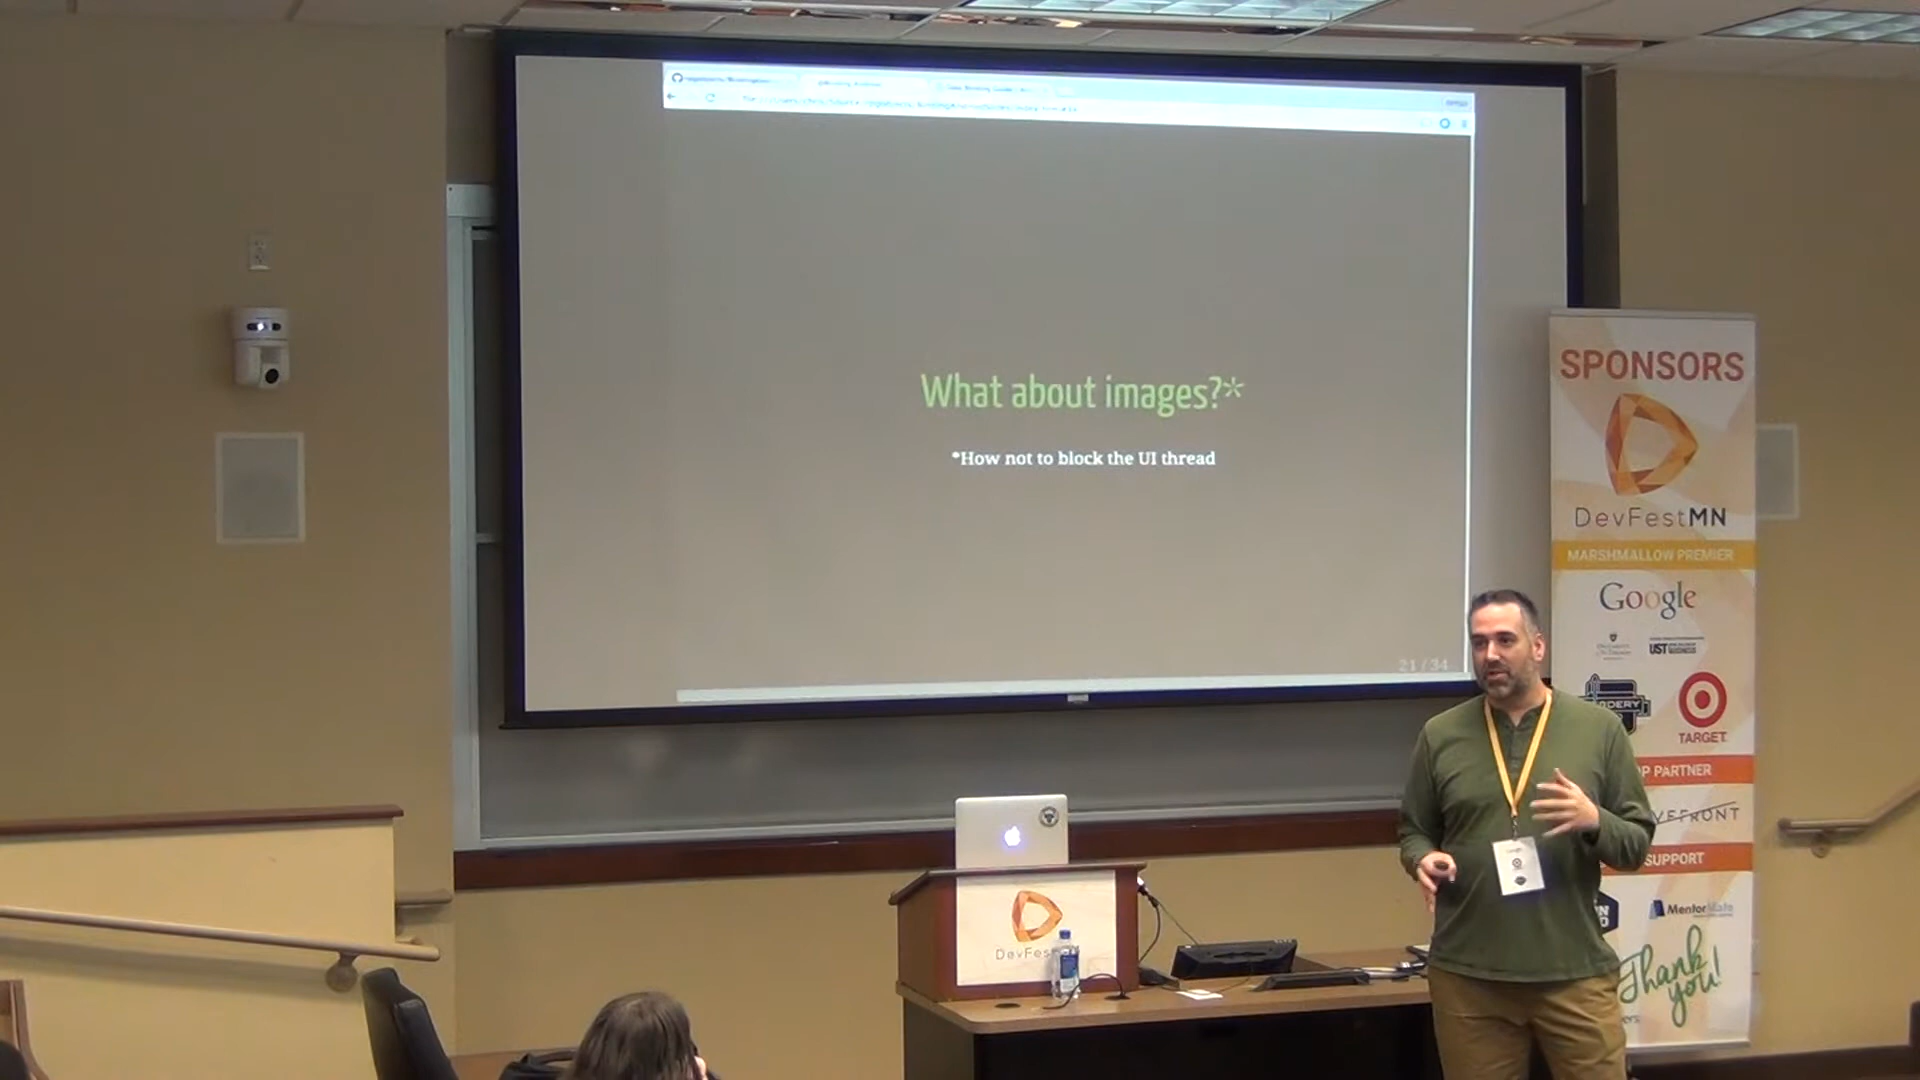 What about images?*
*How not to block the UI thread
21 / 34
SPONSORS
DevFestMN
MARSHMALLOW PREMIER
Google
UST
TARGET
PARTNER
SUPPORT
MentorMate
Thank
you!